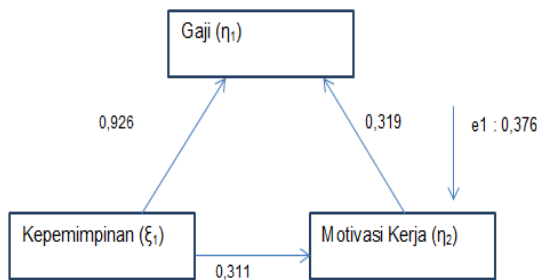 Gaji (η1)
0,926
0,319
e1 : 0,376
Kepemimpinan (ξ1)
Motivasi Kerja (η2)
0,311